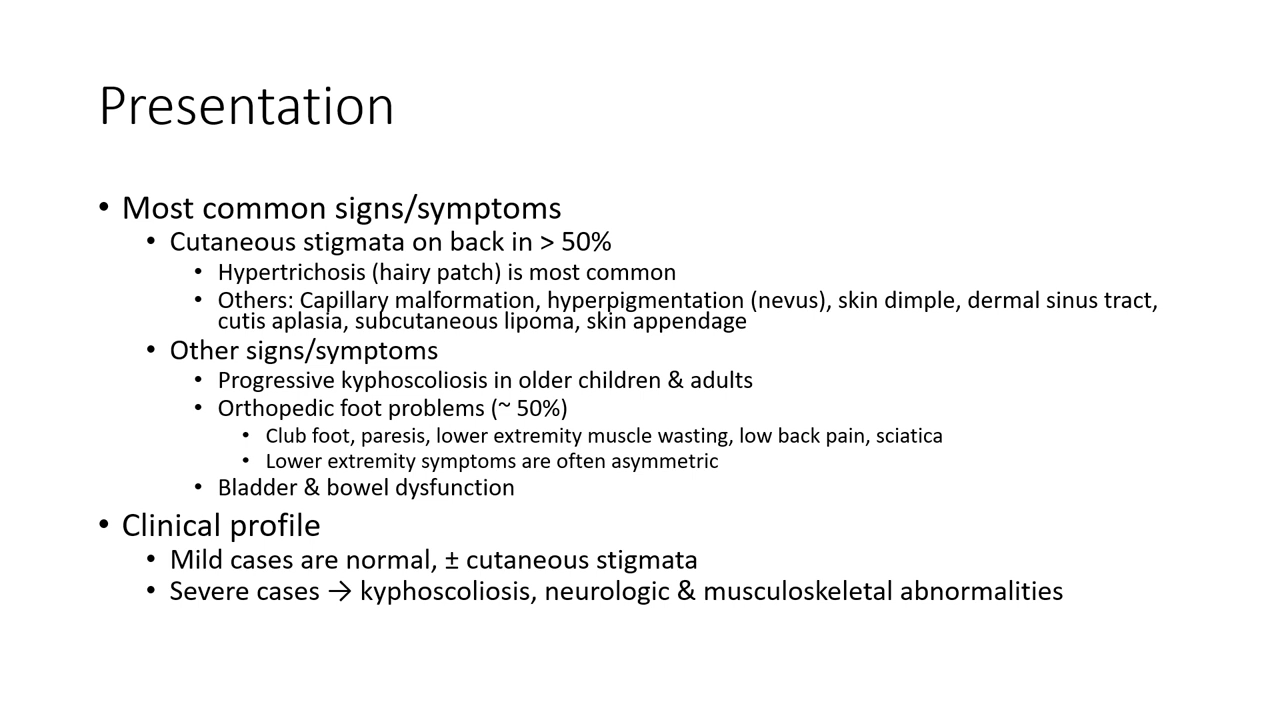 Presentation
• Most common signs/symptoms
• Cutaneous stigmata on back in > 50%
• Hypertrichosis (hairy patch) is most common
• Others: Capillary malformation, hyperpigmentation (nevus), skin dimple, dermal sinus tract,
cutis aplasia, subcutaneous lipoma, skin appendage
• Other signs/symptoms
• Progressive kyphoscoliosis in older children & adults
• Orthopedic foot problems (~ 50%)
• Club foot, paresis, lower extremity muscle wasting, low back pain, sciatica
• Lower extremity symptoms are often asymmetric
• Bladder & bowel dysfunction
• Clinical profile
• Mild cases are normal, ± cutaneous stigmata
• Severe cases → kyphoscoliosis, neurologic & musculoskeletal abnormalities